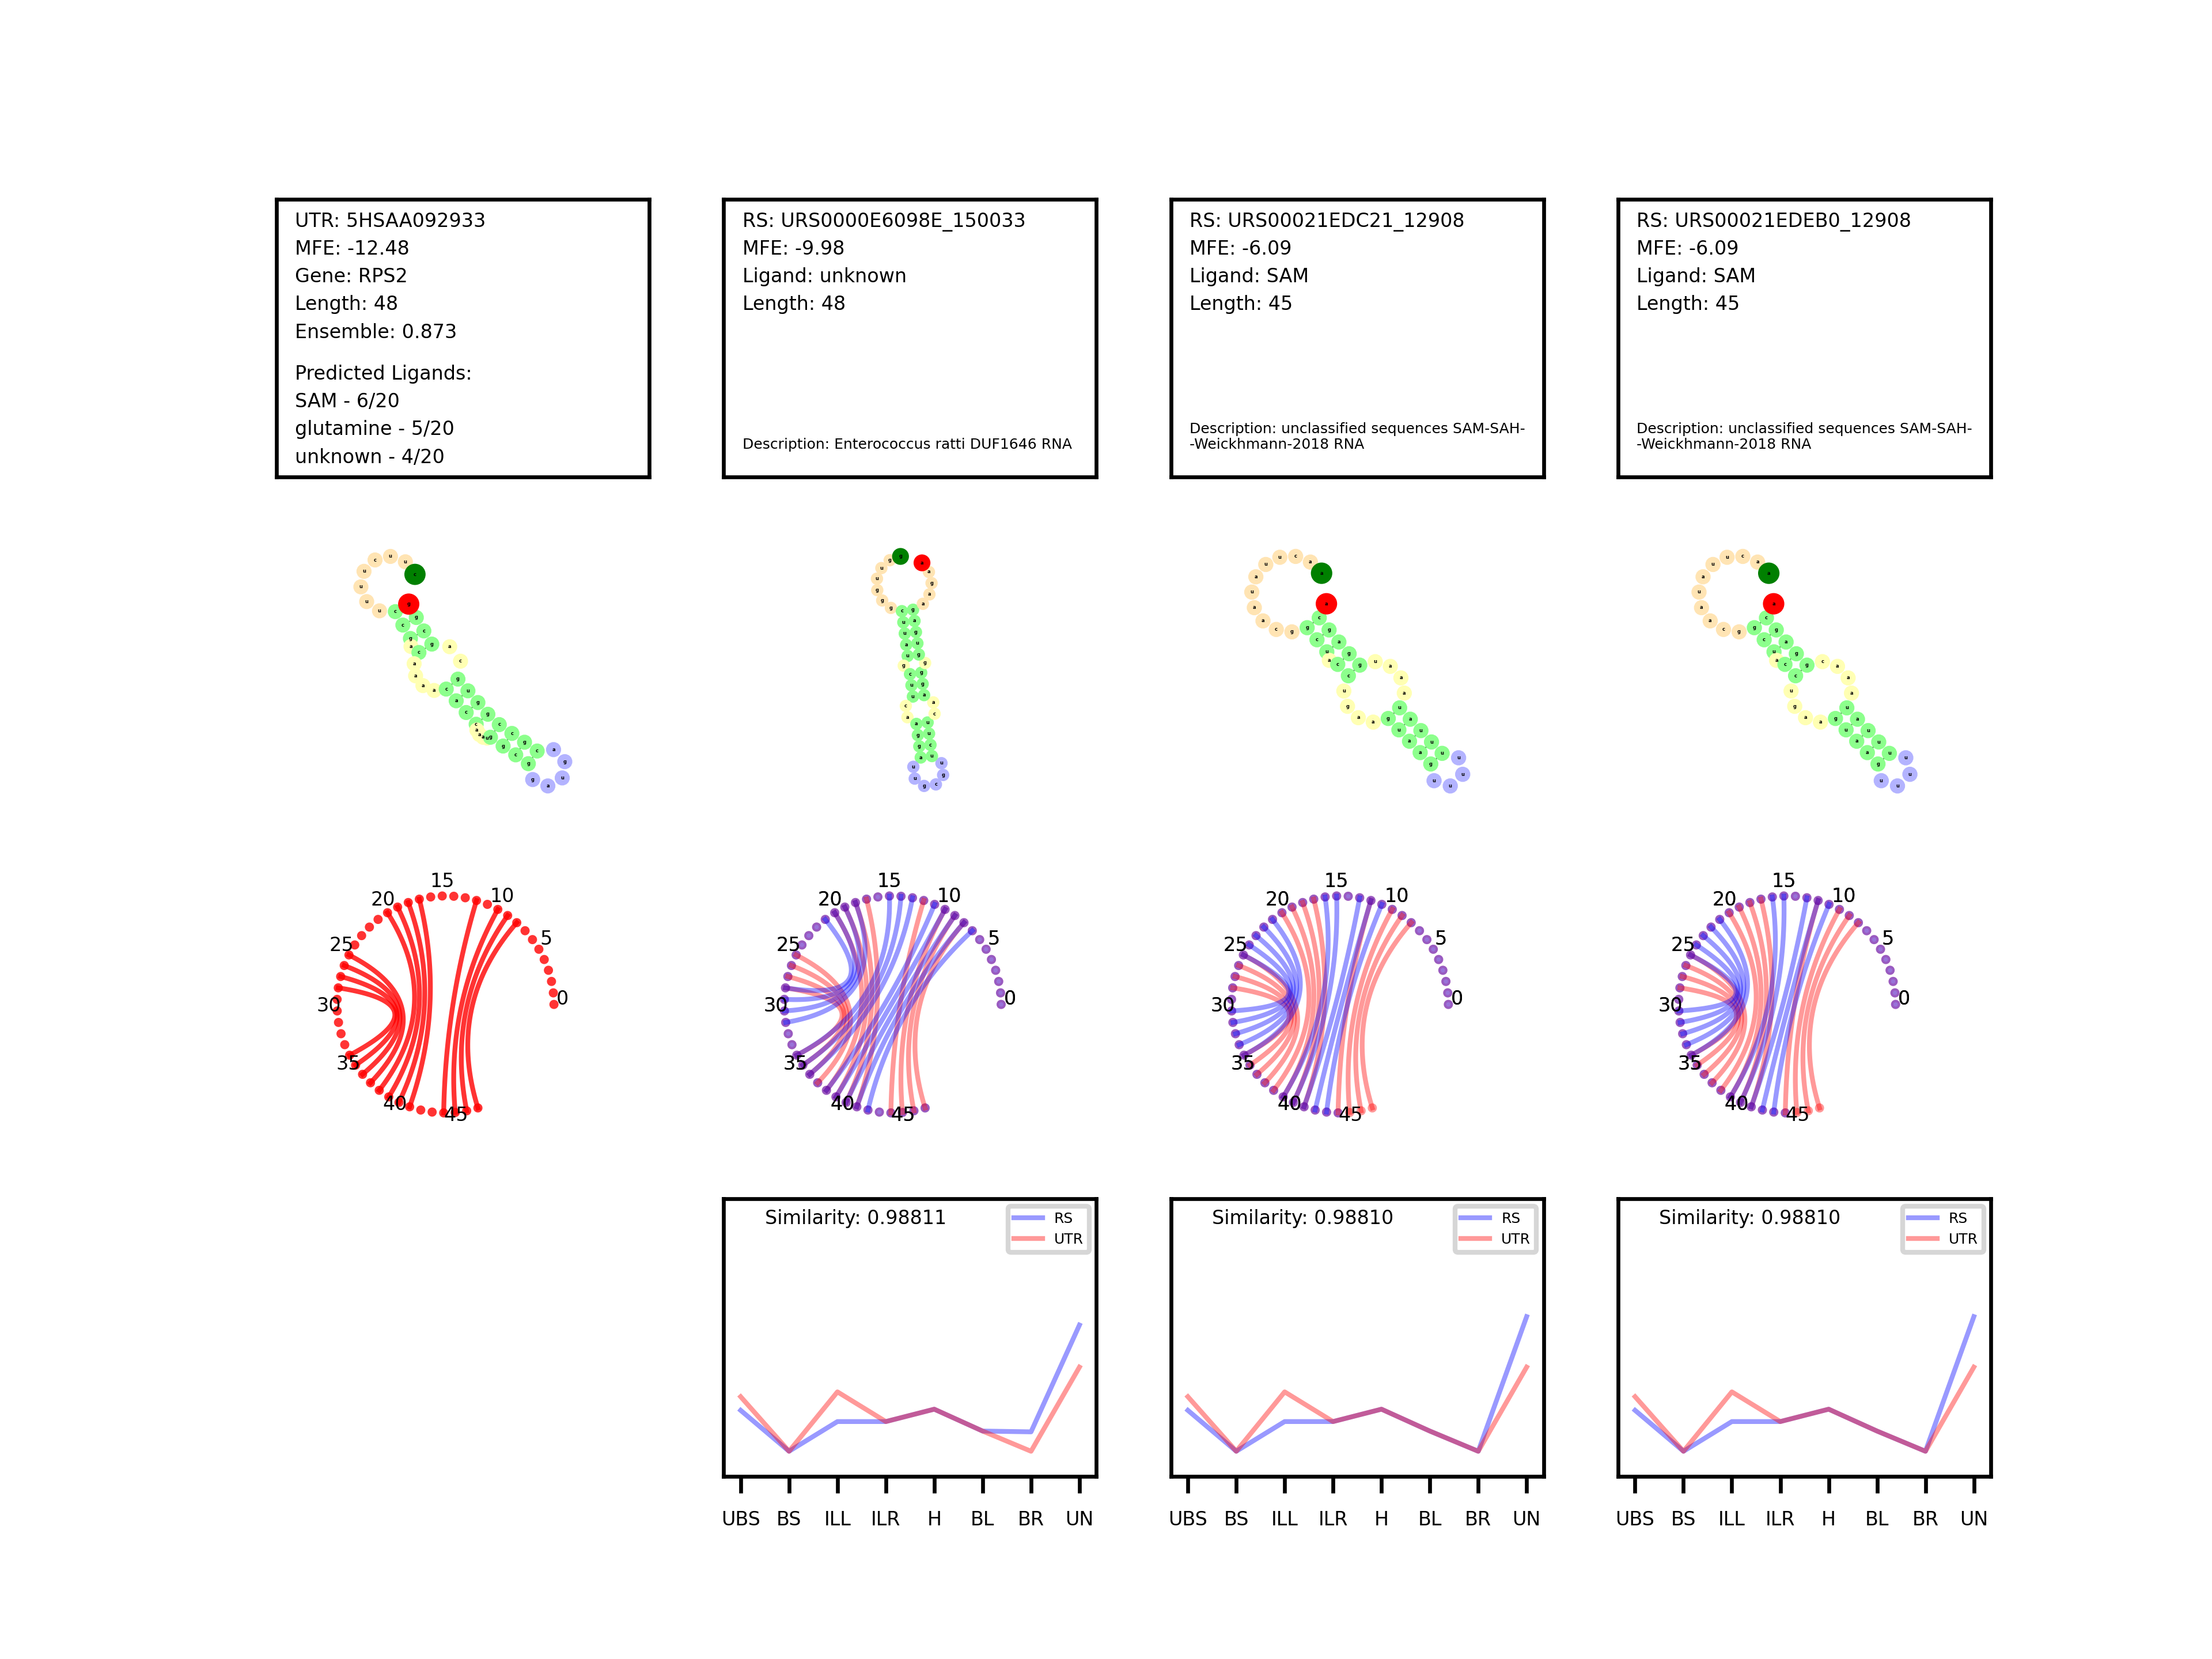 UTR: 5HSAA092933
MFE: -12.48
Gene: RPS2
Length: 48
Ensemble: 0.873
Predicted Ligands:
SAM - 6/20
glutamine - 5/20
unknown - 4/20
RS: URS0000E6098E_150033
MFE: -9.98
Ligand: unknown
Length: 48
Description: Enterococcus ratti DUF1646 RNA
RS: URS00021EDC21_12908
MFE: -6.09
Ligand: SAM
Length: 45
Description: unclassified sequences SAM-SAH-
-Weickhmann-2018 RNA
RS: URS00021EDEB0_12908
MFE: -6.09
Ligand: SAM
Length: 45
Description: unclassified sequences SAM-SAH-
-Weickhmann-2018 RNA
0 5 10 15 20 25 30 35 40 45
0 5 10 15 20 25 30 35 40 45
0 5 10 15 20 25 30 35 40 45
0 5 10 15 20 25 30 35 40 45
Similarity: 0.98811
RS
UTR
UBS BS ILL ILR H BL BR UN
Similarity: 0.98810
RS
UTR
UBS BS ILL ILR H BL BR UN
Similarity: 0.98810
RS
UTR
UBS BS ILL ILR H BL BR UN